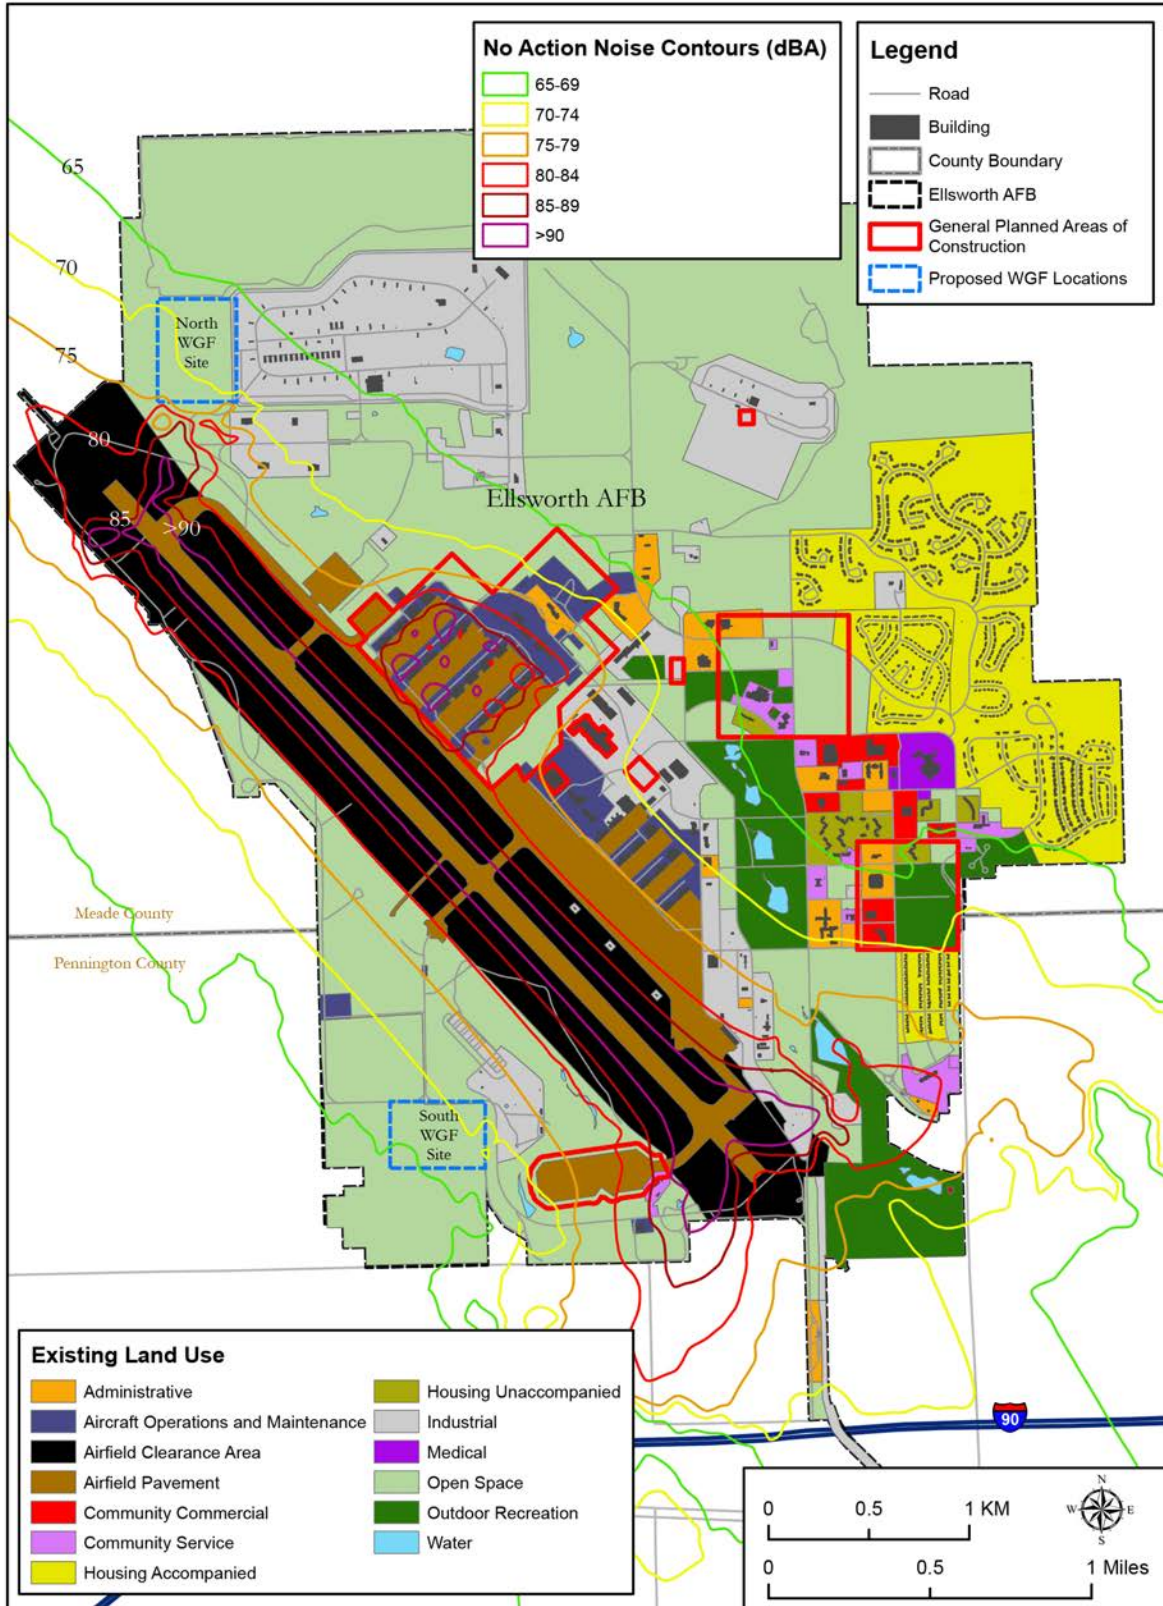 No Action Noise Contours (dBA)
65-69
70-74
75-79
80-84
85-89
>90
Legend
Road
Building
County Boundary
Ellsworth AFB
General Planned Areas of
Construction
Proposed WGF Locations
65
70
75
80
85
>90
North
WGF
Site
Ellsworth AFB
Meade County
Pennington County
South
WGF
Site
90
Existing Land Use
Administrative
Aircraft Operations and Maintenance
Airfield Clearance Area
Airfield Pavement
Community Commercial
Community Service
Housing Accompanied
Housing Unaccompanied
Industrial
Medical
Open Space
Outdoor Recreation
Water
0 0.5 1 KM
0 0.5 1 Miles
N
W E
S